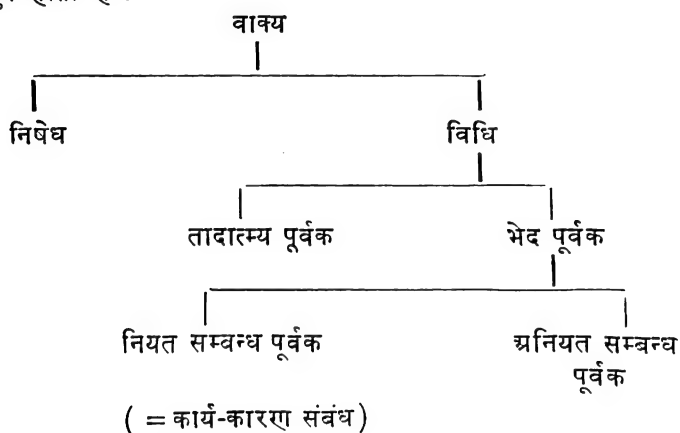 वाक्य
निषेध विधि
तादात्म्य पूर्वक भेद पूर्वक
नियत सम्बन्ध पूर्वक अनियत सम्बन्ध
पूर्वक
( = कार्य-कारण संबंध )